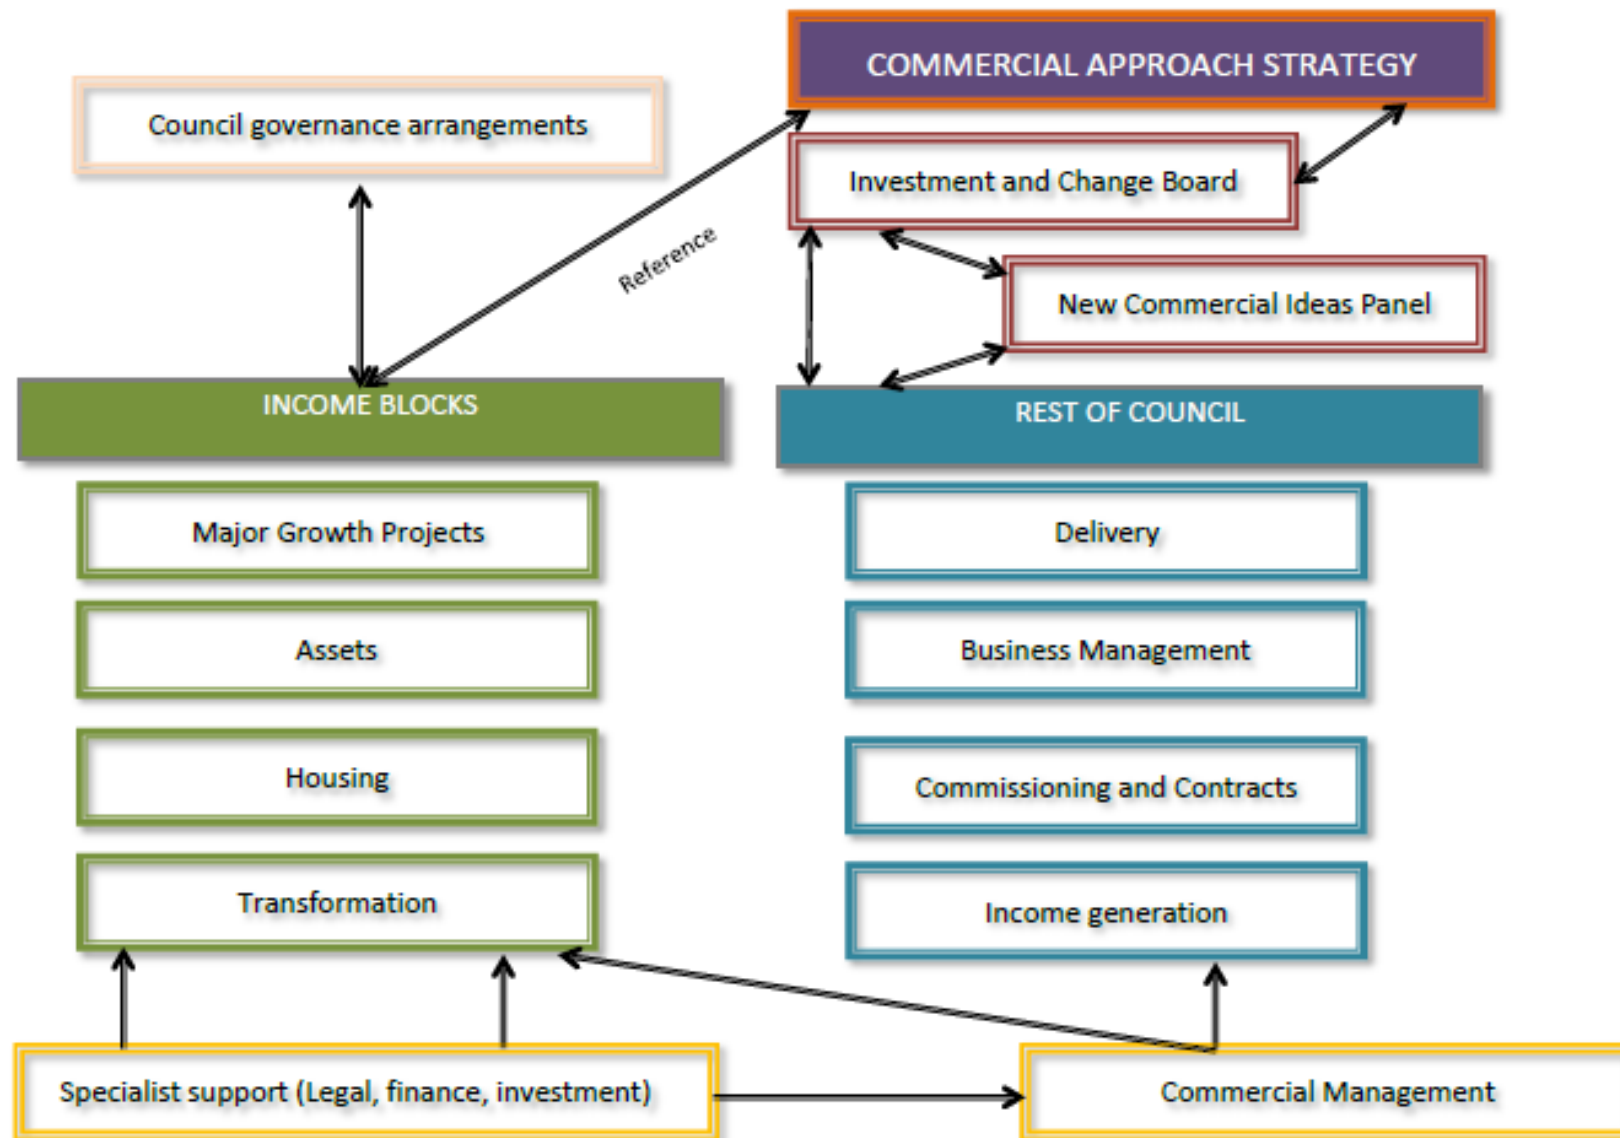 COMMERCIAL APPROACH STRATEGY
Council governance arrangements
Investment and Change Board
Reference
New Commercial Ideas Panel
INCOME BLOCKS
REST OF COUNCIL
Major Growth Projects
Delivery
Assets
Business Management
Housing
Commissioning and Contracts
Transformation
Income generation
Specialist support (Legal, finance, investment)
Commercial Management